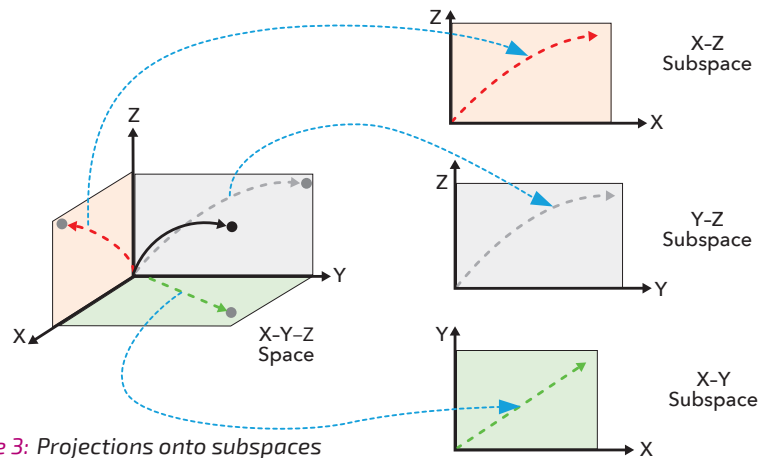 Z
X
X-Z
Subspace
Z
Y
X
X-Y-Z
Space
Z
Y
Y-Z
Subspace
Y
X
X-Y
Subspace
e 3: Projections onto subspaces